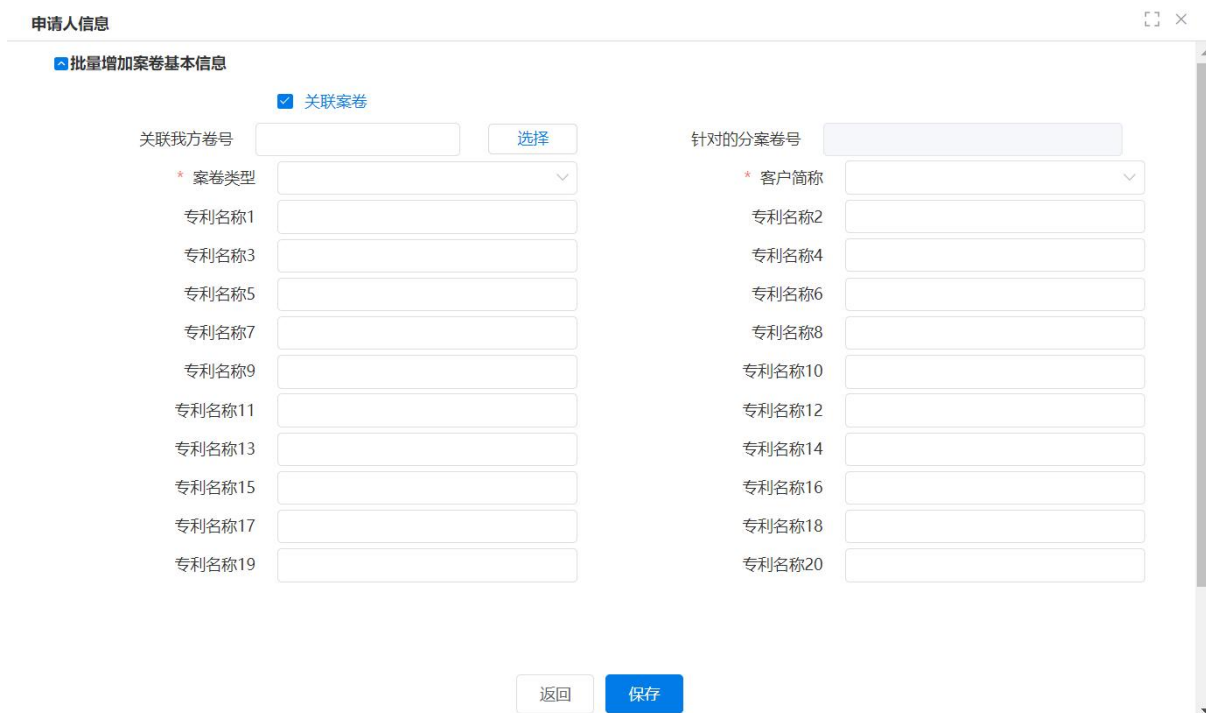 申请人信息
批量增加案卷基本信息
关联案卷
关联我方卷号 选择 针对的分案卷号
* 案卷类型 * 客户简称
专利名称1 专利名称2
专利名称3 专利名称4
专利名称5 专利名称6
专利名称7 专利名称8
专利名称9 专利名称10
专利名称11 专利名称12
专利名称13 专利名称14
专利名称15 专利名称16
专利名称17 专利名称18
专利名称19 专利名称20
返回 保存